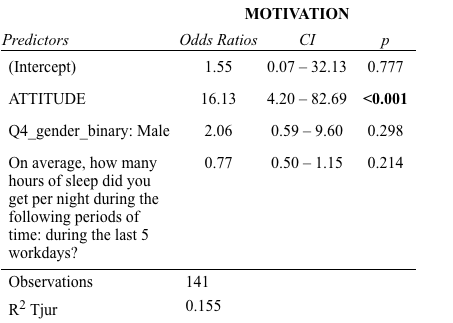 MOTIVATION
Predictors Odds Ratios CI p
(Intercept) 1.55 0.07 – 32.13 0.777
ATTITUDE 16.13 4.20 – 82.69 <0.001
Q4_gender_binary: Male 2.06 0.59 – 9.60 0.298
On average, how many 0.77 0.50 – 1.15 0.214
hours of sleep did you
get per night during the
following periods of
time: during the last 5
workdays?
Observations 141
R2 Tjur 0.155